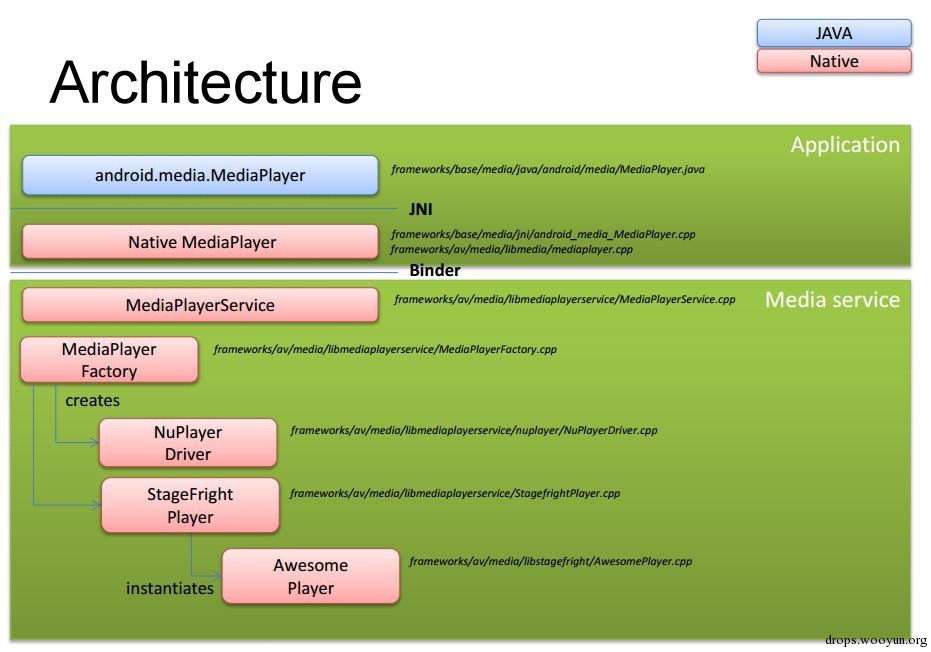 JAVA
Native
Architecture
Application
android.media.MediaPlayer
frameworks/base/media/java/android/media/MediaPlayer.java
JNI
Native MediaPlayer
frameworks/base/media/jni/android_media_MediaPlayer.cpp
frameworks/av/media/libmedia/mediaplayer.cpp
Binder
Media service
MediaPlayerService
frameworks/av/media/libmediaplayerservice/MediaPlayerService.cpp
MediaPlayer
Factory
frameworks/av/media/libmediaplayerservice/MediaPlayerFactory.cpp
creates
NuPlayer
Driver
frameworks/av/media/libmediaplayerservice/nuplayer/NuPlayerDriver.cpp
StageFright
Player
frameworks/av/media/libmediaplayerservice/StagefrightPlayer.cpp
instantiates
Awesome
Player
frameworks/av/media/libstagefright/AwesomePlayer.cpp
drops.wooyun.org